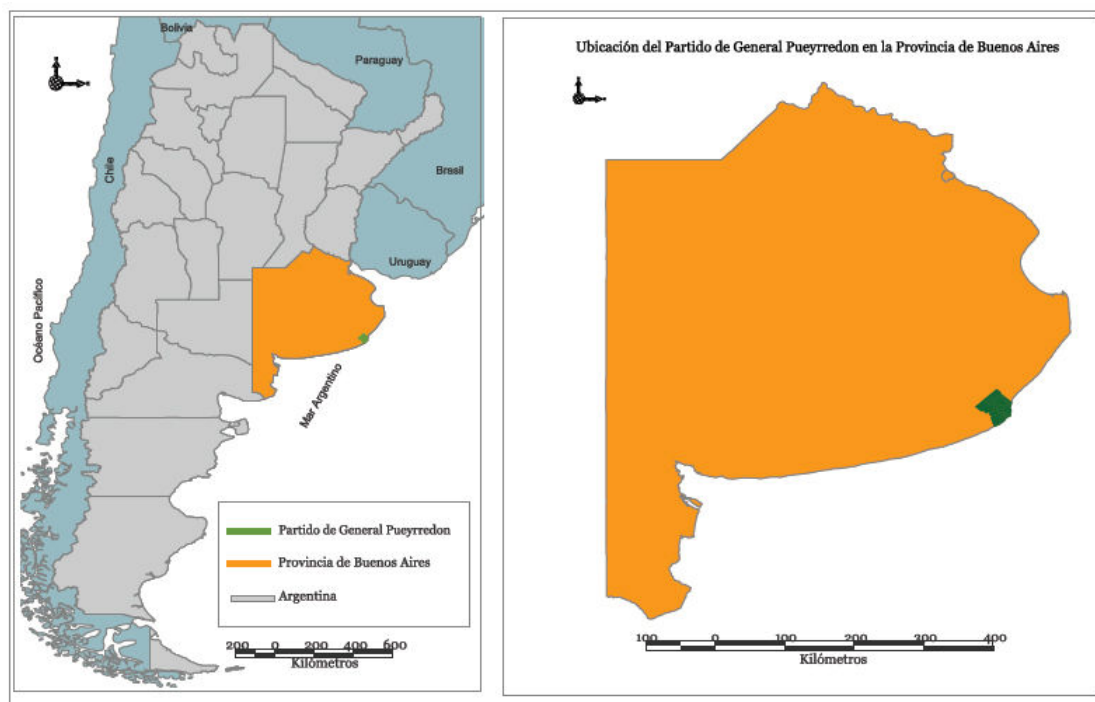 Bolivia
Paraguay
Chile
Brasil
Uruguay
Océano Pacífico
Mar Argentino
Partido de General Pueyrredon
Provincia de Buenos Aires
Argentina
200 0 200 400 600
Kilómetros
Ubicación del Partido de General Pueyrredon en la Provincia de Buenos Aires
100 0 100 200 300 400
Kilómetros